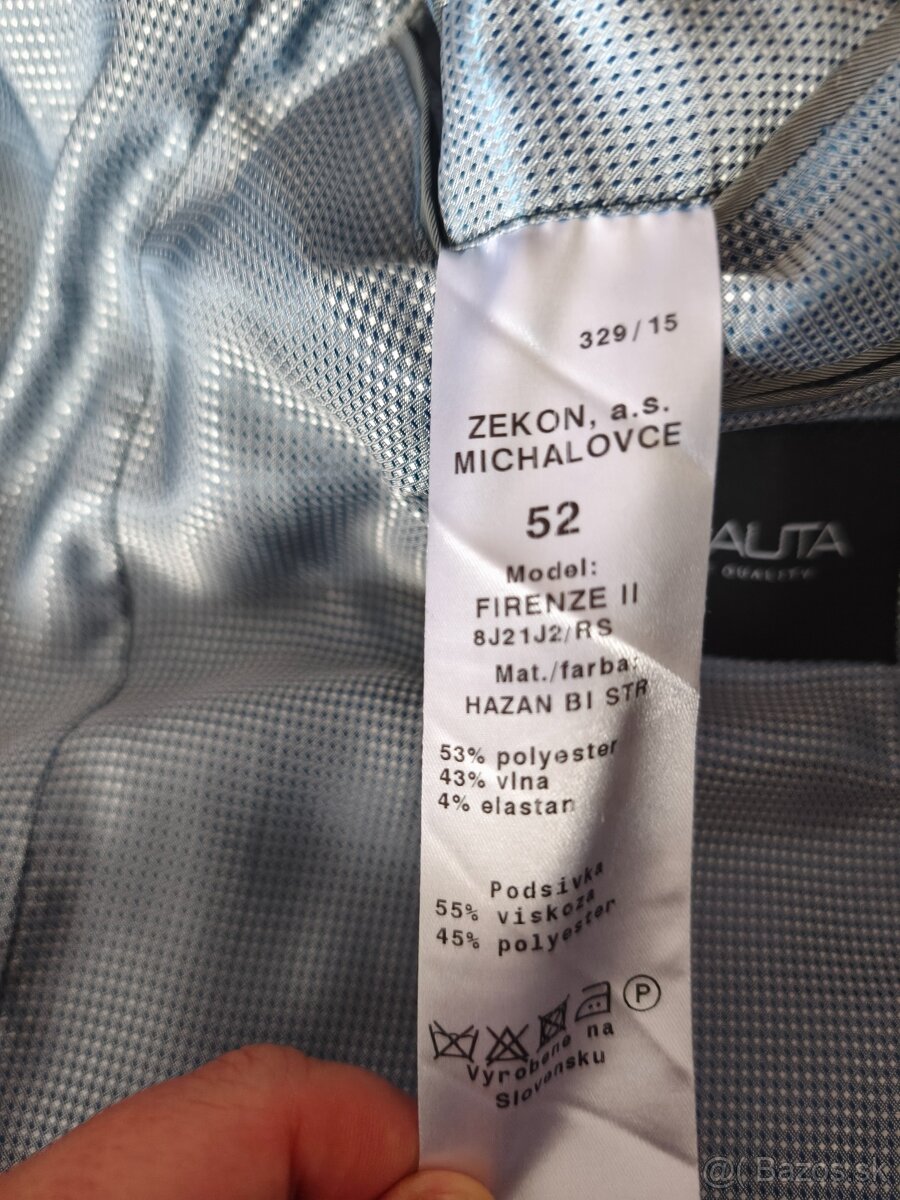 329/15
ZEKON, a.s.
MICHALOVCE
52
Model:
FIRENZE II
8J21J2/RS
Mat./farba:
HAZAN BI STR
53% polyester
43% vlna
4% elastan
Podsivka
55% viskoza
45% polyester
P
Vyrobene na
Slovensku
AUTA
QUALITY
@ Bazos.sk